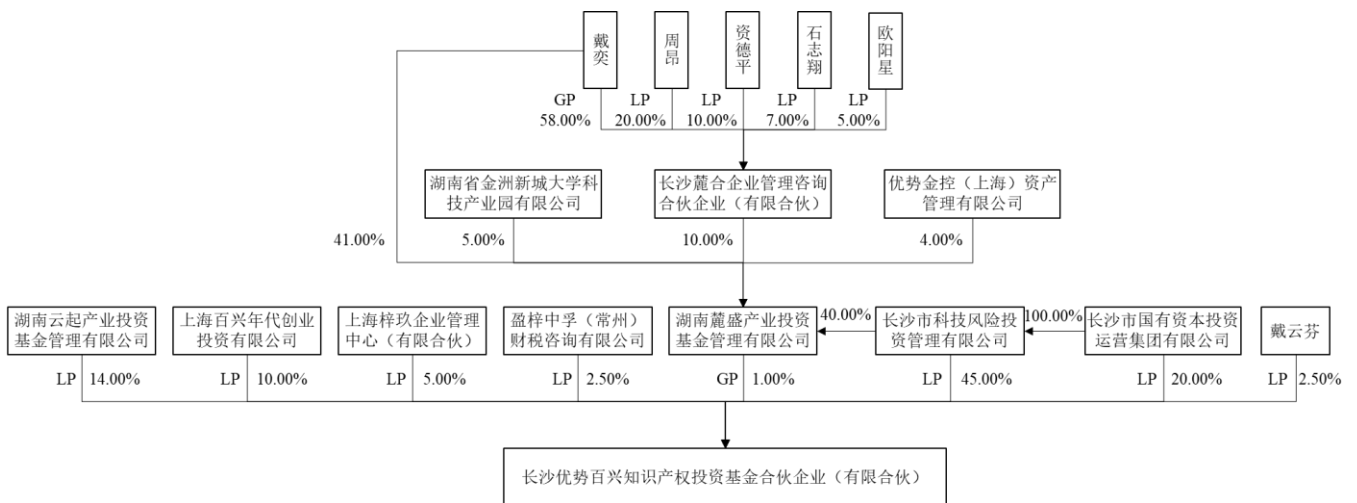 戴奕
周昂
资德平
石志翔
欧阳星
GP
58.00%
LP
20.00%
LP
10.00%
LP
7.00%
LP
5.00%
湖南省金洲新城大学科
技产业园有限公司
长沙麓合企业管理咨询
合伙企业（有限合伙）
优势金控（上海）资产
管理有限公司
41.00%
5.00%
10.00%
4.00%
湖南云起产业投资
基金管理有限公司
上海百兴年代创业
投资有限公司
上海梓玖企业管理
中心（有限合伙）
盈梓中孚（常州）
财税咨询有限公司
湖南麓盛产业投资
基金管理有限公司
40.00%
长沙市科技风险投
资管理有限公司
100.00%
长沙市国有资本投资
运营集团有限公司
戴云芬
LP 14.00%
LP 10.00%
LP 5.00%
LP 2.50%
GP 1.00%
LP 45.00%
LP 20.00%
LP 2.50%
长沙优势百兴知识产权投资基金合伙企业（有限合伙）